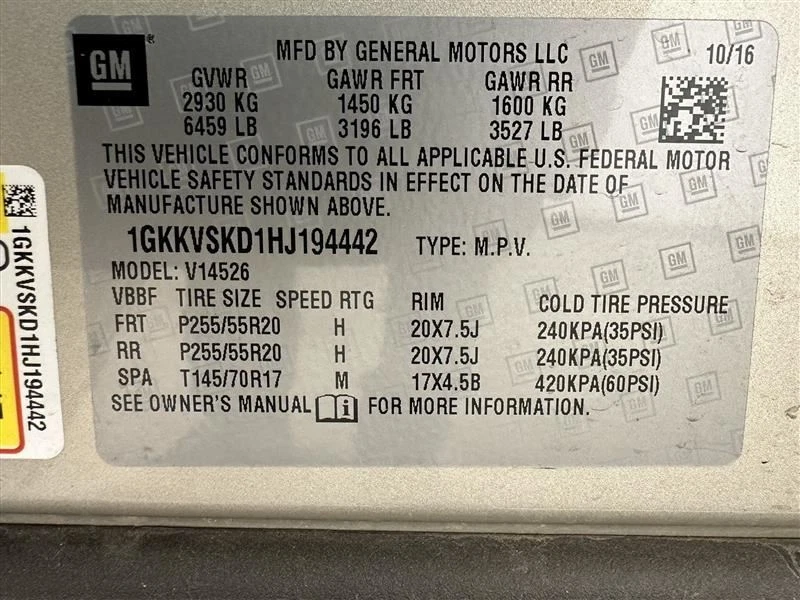 GM
MFD BY GENERAL MOTORS LLC 10/16
GVWR GAWR FRT GAWR RR
2930 KG 1450 KG 1600 KG
6459 LB 3196 LB 3527 LB
THIS VEHICLE CONFORMS TO ALL APPLICABLE U.S. FEDERAL MOTOR
VEHICLE SAFETY STANDARDS IN EFFECT ON THE DATE OF
MANUFACTURE SHOWN ABOVE.
1GKKVSKD1HJ194442 TYPE: M.P.V.
MODEL: V14526
VBBF TIRE SIZE SPEED RTG RIM COLD TIRE PRESSURE
FRT P255/55R20 H 20X7.5J 240KPA(35PSI)
RR P255/55R20 H 20X7.5J 240KPA(35PSI)
SPA T145/70R17 M 17X4.5B 420KPA(60PSI)
SEE OWNER'S MANUAL i FOR MORE INFORMATION.
1GKKVSKD1HJ194442